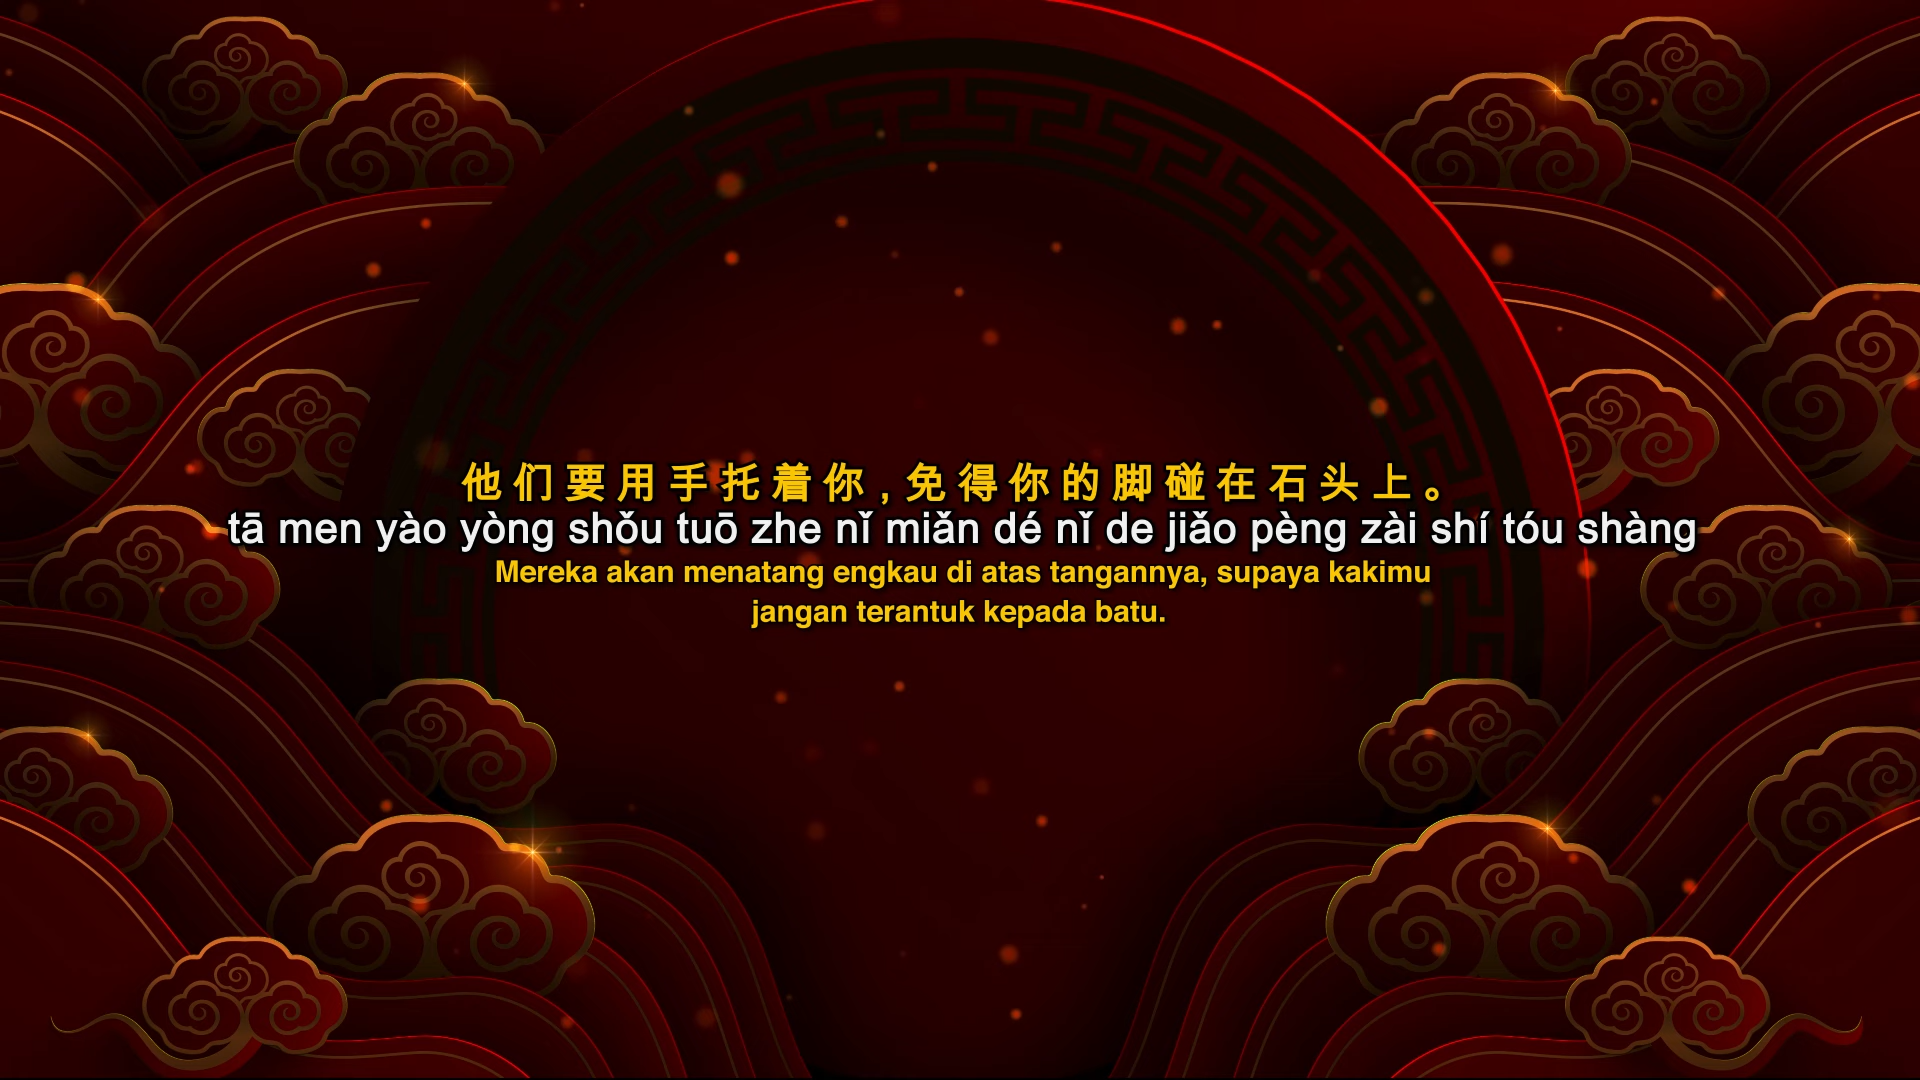 他们要用手托着你,免得你的脚碰在石头上。
tā men yào yòng shǒu tuō zhe nǐ miǎn dé nǐ de jiǎo pèng zài shí tóu shàng
Mereka akan menatang engkau di atas tangannya, supaya kakimu
jangan terantuk kepada batu.